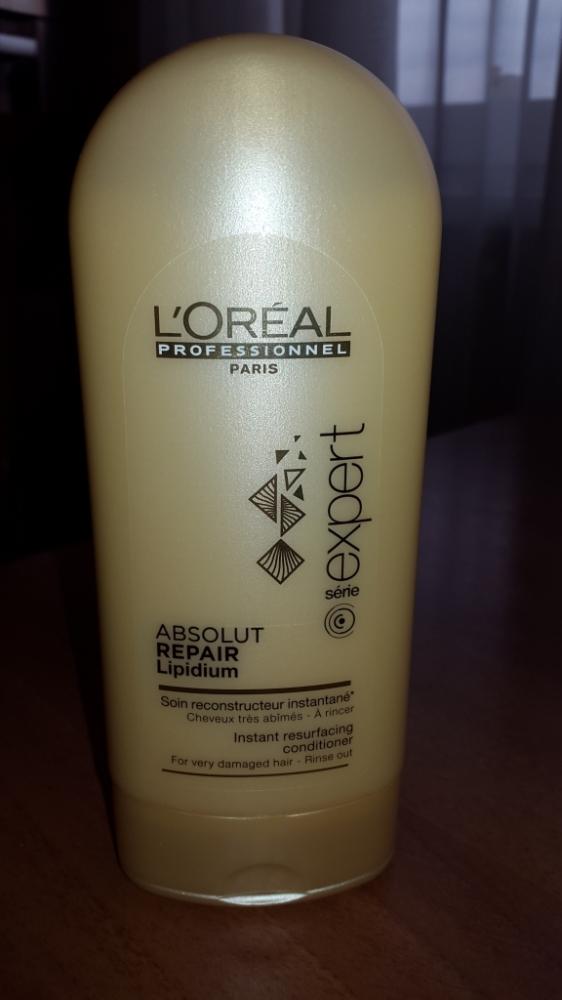 L'ORÉAL
PROFESSIONNEL
PARIS
série expert
ABSOLUT
REPAIR
Lipidium
Soin reconstructeur instantané*
Cheveux très abîmés - À rincer
Instant resurfacing
conditioner
For very damaged hair - Rinse out